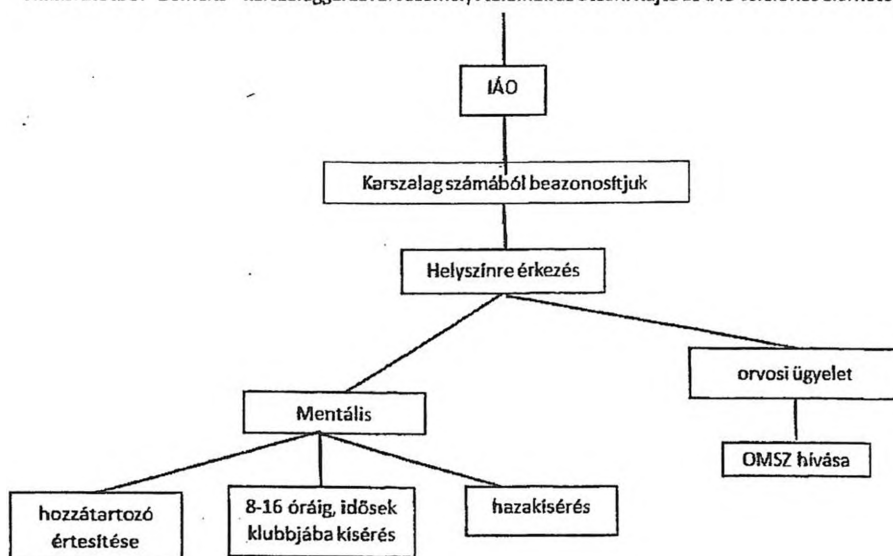 IÁO
Karszalag számából beazonosítjuk
Helyszínre érkezés
orvosi ügyelet
Mentális
OMSZ hívása
hozzátartozó
értesítése
8-16 óráig, idősek
klubbjába kísérés
hazakísérés